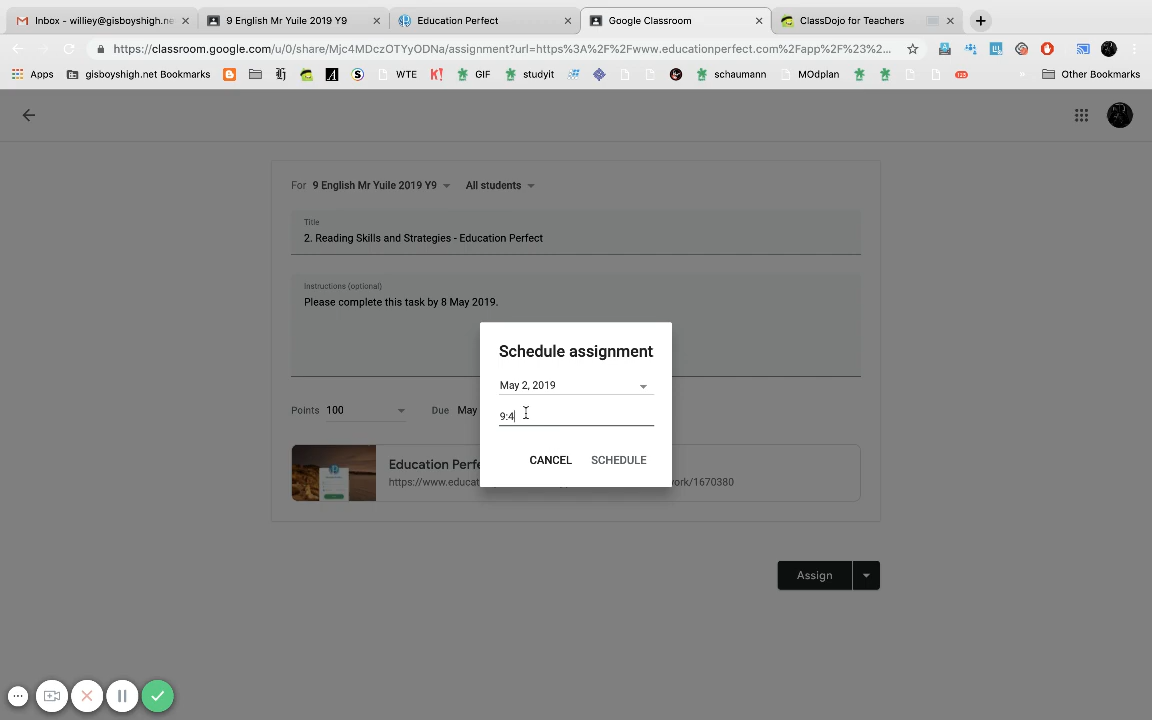 Inbox - williey@gisboyshigh.ne
9 English Mr Yuile 2019 Y9
Education Perfect
Google Classroom
ClassDojo for Teachers
https://classroom.google.com/u/0/share/Mjc4MDczOTYyODNa/assignment?url=https%3A%2F%2Fwww.educationperfect.com%2Fapp%2F%23%2...
Apps
gisboyshigh.net Bookmarks
WTE
K!
GIF
studyit
schaumann
MOdplan
123
»
Other Bookmarks
For 9 English Mr Yuile 2019 Y9
All students
Title
2. Reading Skills and Strategies - Education Perfect
Instructions (optional)
Please complete this task by 8 May 2019.
Schedule assignment
May 2, 2019
9:4
CANCEL
SCHEDULE
Points 100
Due May
Education Perfe
https://www.educat
ork/1670380
Assign